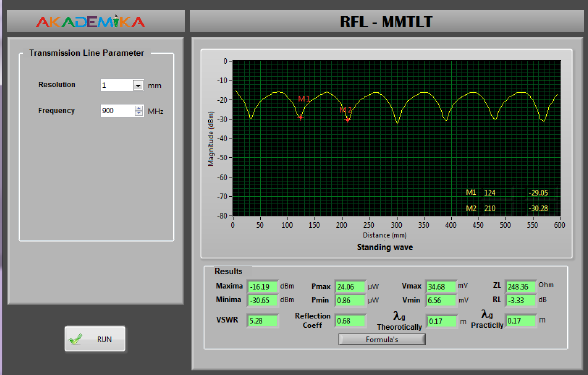 AKADEMIKA
RFL - MMTLT
Transmission Line Parameter
Resolution 1 mm
Frequency 900 MHz
RUN
0
-10
-20
-30
-40
-50
-60
-70
-80
Magnitude (dBm)
M1
M1 124 -29.05
M2 210 -30.28
0 50 100 150 200 250 300 350 400 450 500 550 600
Distance (mm)
Standing wave
Results
Maxima -16.19 dBm Pmax 24.06 µW Vmax 34.68 mV ZL 248.36 Ohm
Minima -30.65 dBm Pmin 0.86 µW Vmin 6.56 mV RL -3.33 dB
VSWR 5.28 Reflection Coeff 0.68 λg Theorotically 0.17 m λg Practicly 0.17 m
Formula's